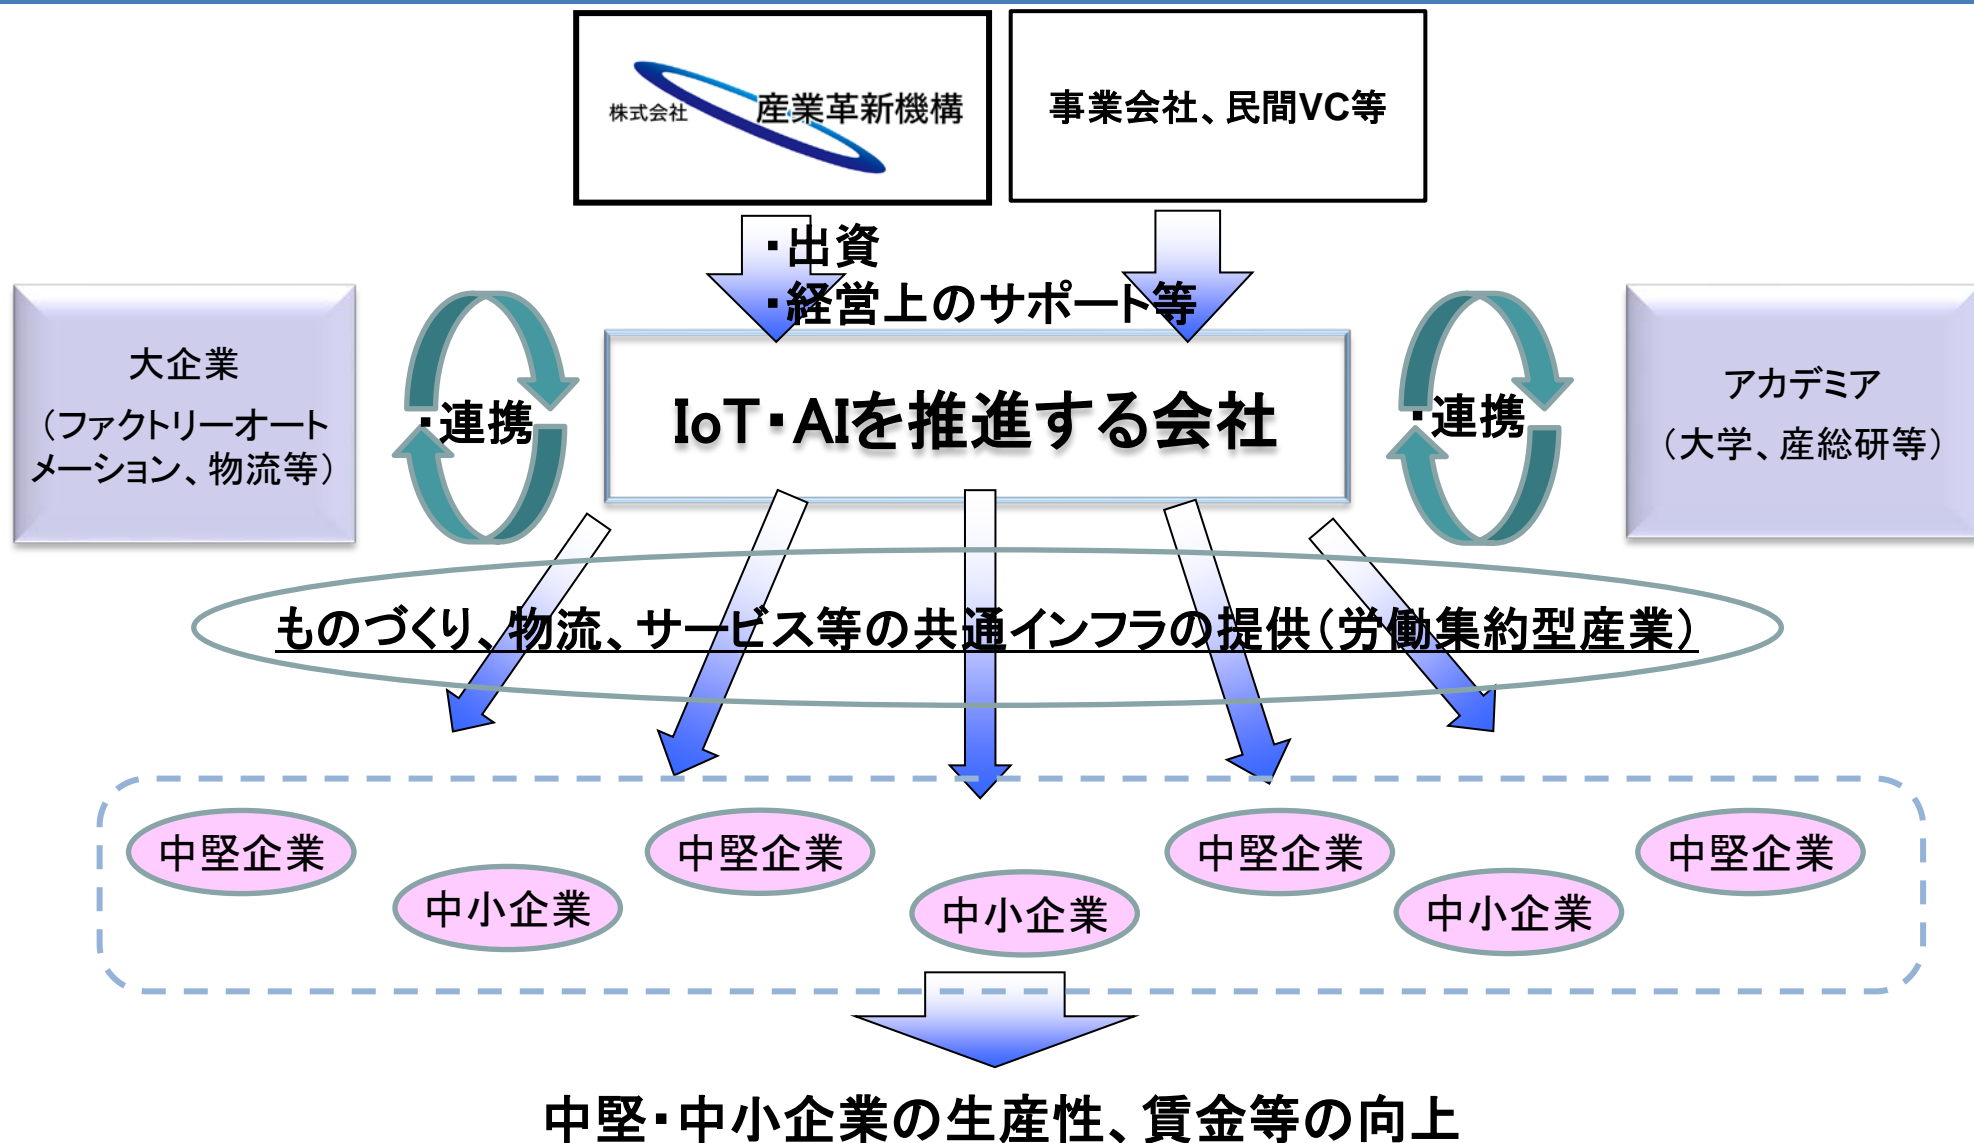 株式会社 産業革新機構
事業会社、民間VC等
・出資
・経営上のサポート等
大企業
（ファクトリーオート
メーション、物流等）
・連携
IoT・AIを推進する会社
・連携
アカデミア
（大学、産総研等）
ものづくり、物流、サービス等の共通インフラの提供（労働集約型産業）
中堅企業
中小企業
中堅企業
中小企業
中堅企業
中小企業
中堅企業
中堅・中小企業の生産性、賃金等の向上